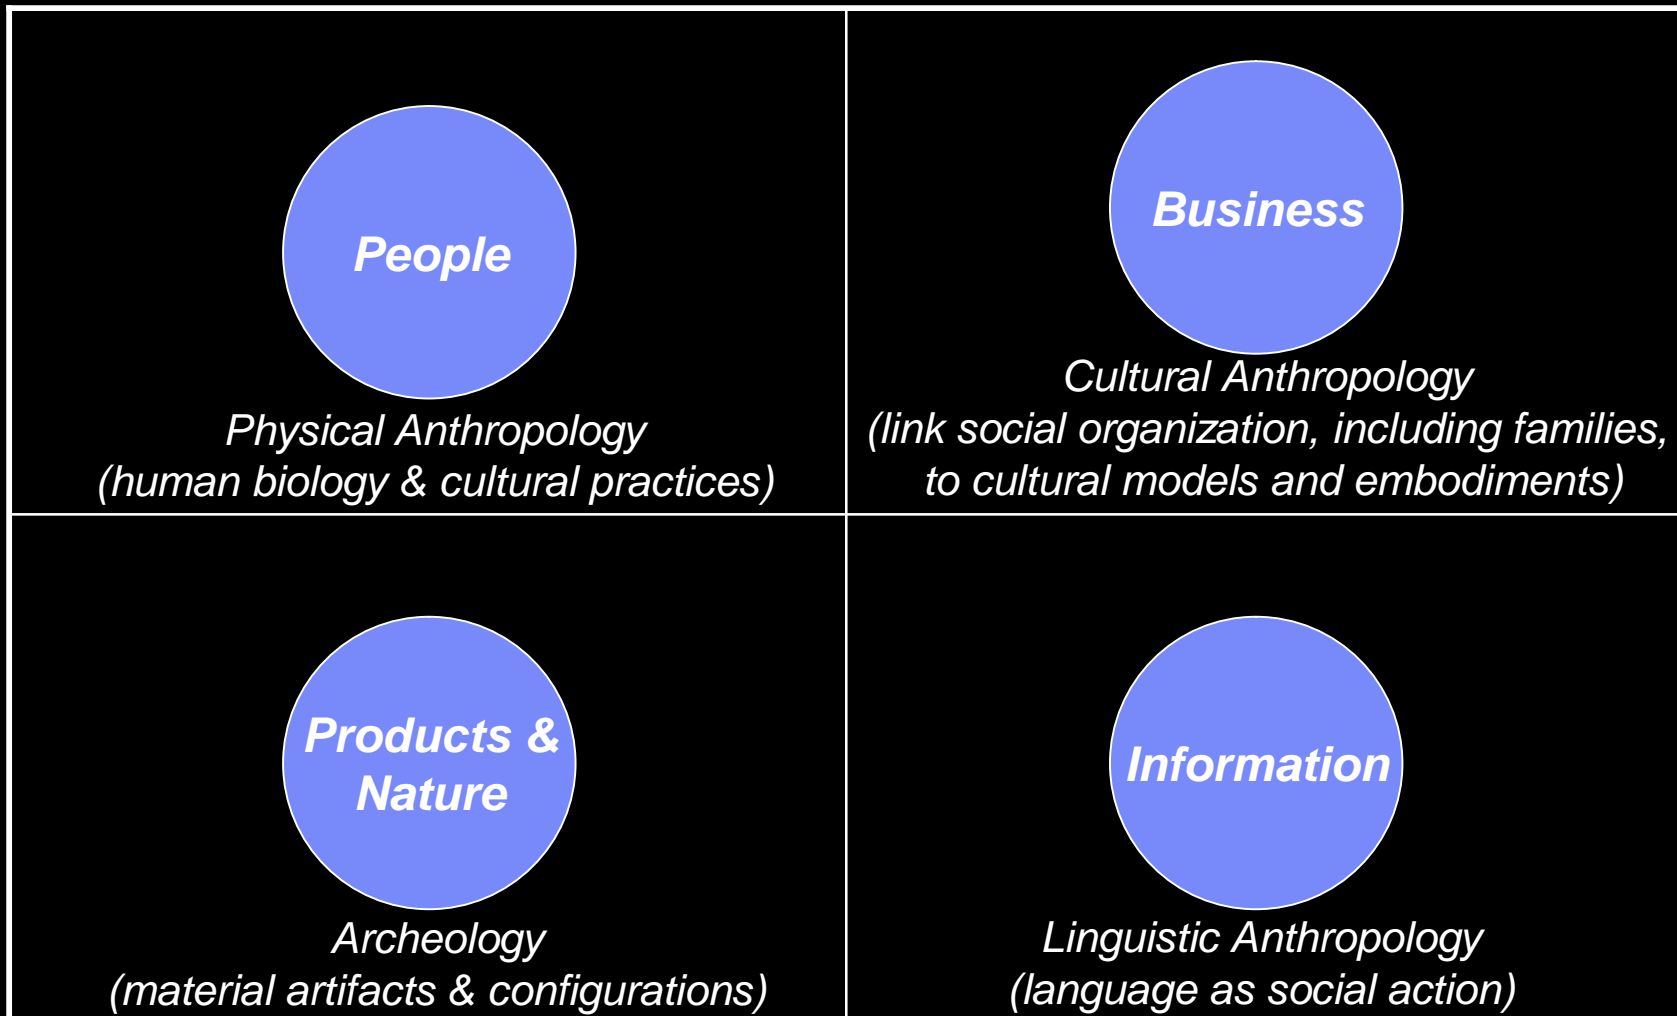 People
Physical Anthropology
(human biology & cultural practices)
Business
Cultural Anthropology
(link social organization, including families,
to cultural models and embodiments)
Products &
Nature
Archeology
(material artifacts & configurations)
Information
Linguistic Anthropology
(language as social action)